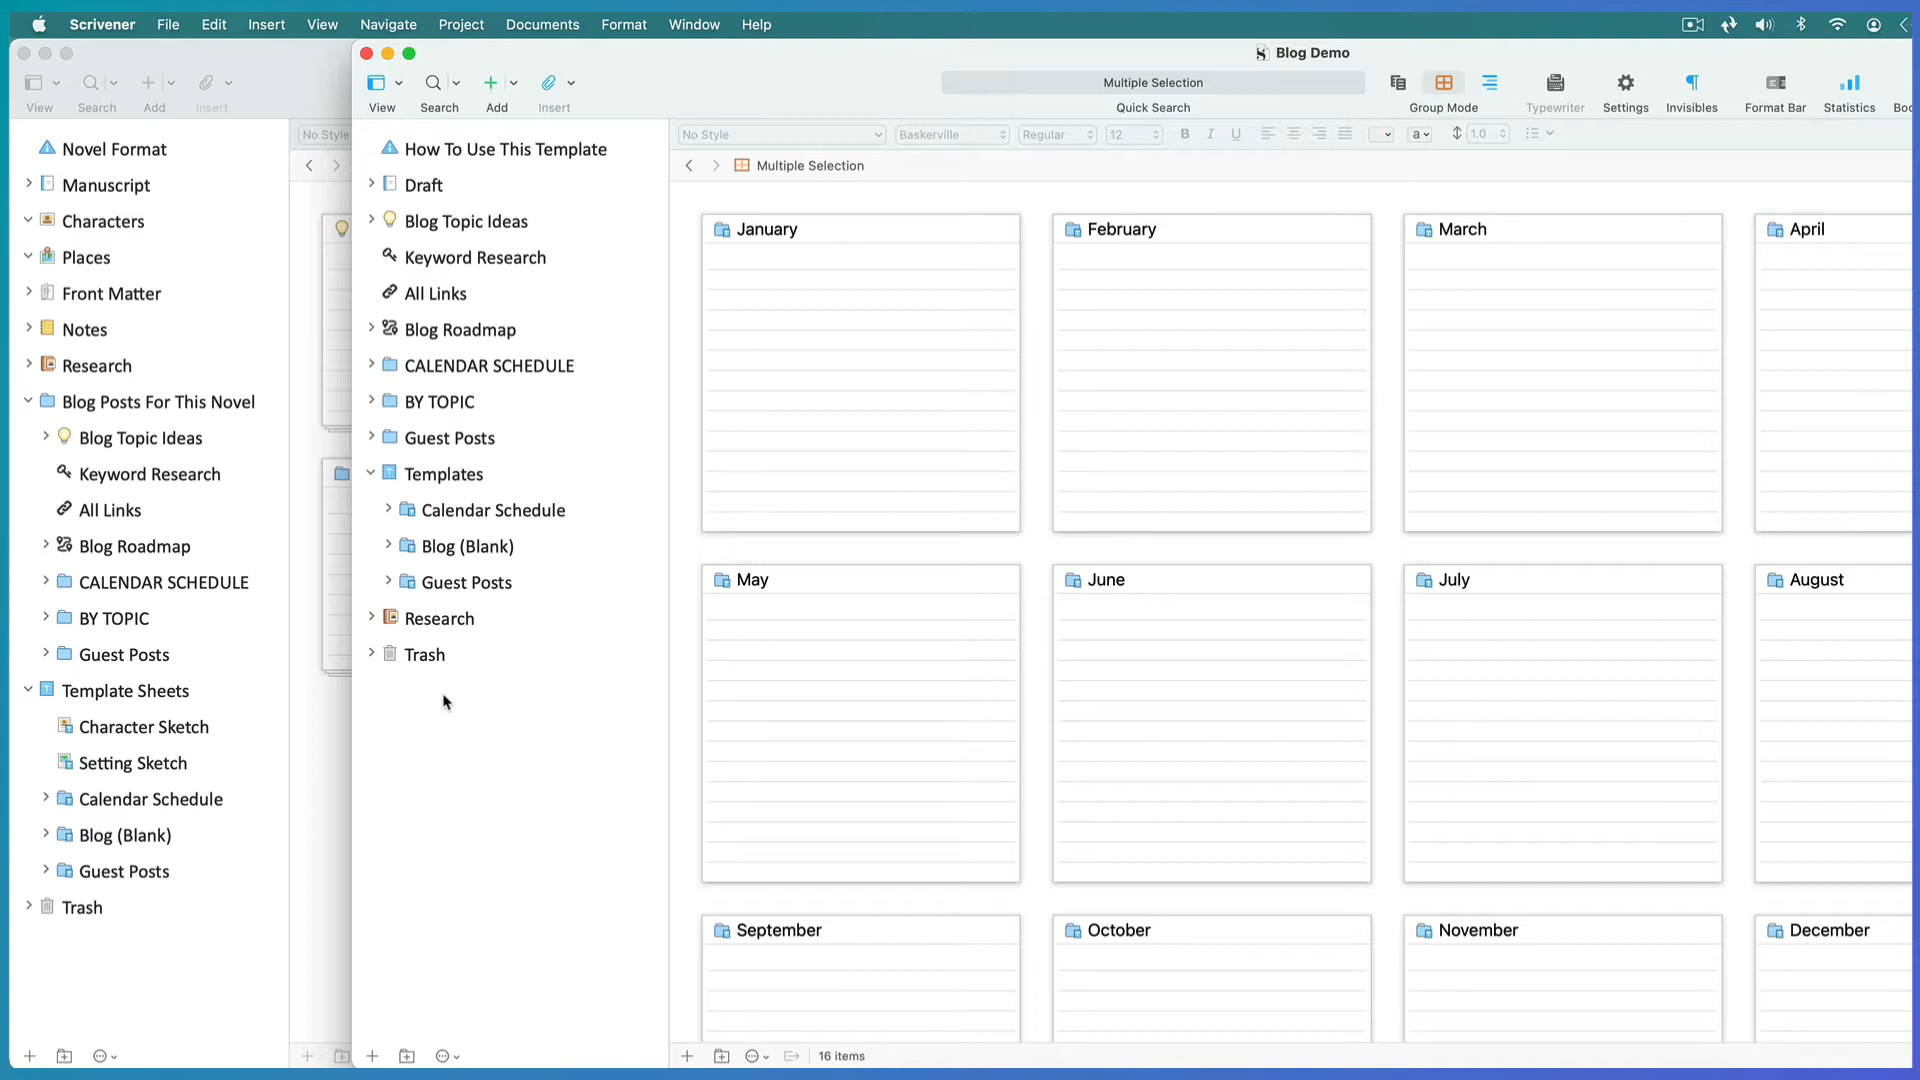 Scrivener File Edit Insert View Navigate Project Documents Format Window Help
Blog Demo
View Search Add Insert
View Search Add Insert
Multiple Selection
Quick Search
Group Mode
Typewriter Settings Invisibles Format Bar Statistics
No Style
No Style Baskerville Regular 12 B I U a 1.0
Multiple Selection
Novel Format
Manuscript
Characters
Places
Front Matter
Notes
Research
Blog Posts For This Novel
Blog Topic Ideas
Keyword Research
All Links
Blog Roadmap
CALENDAR SCHEDULE
BY TOPIC
Guest Posts
Template Sheets
Character Sketch
Setting Sketch
Calendar Schedule
Blog (Blank)
Guest Posts
Trash
How To Use This Template
Draft
Blog Topic Ideas
Keyword Research
All Links
Blog Roadmap
CALENDAR SCHEDULE
BY TOPIC
Guest Posts
Templates
Calendar Schedule
Blog (Blank)
Guest Posts
Research
Trash
January February March April
May June July August
September October November December
16 items